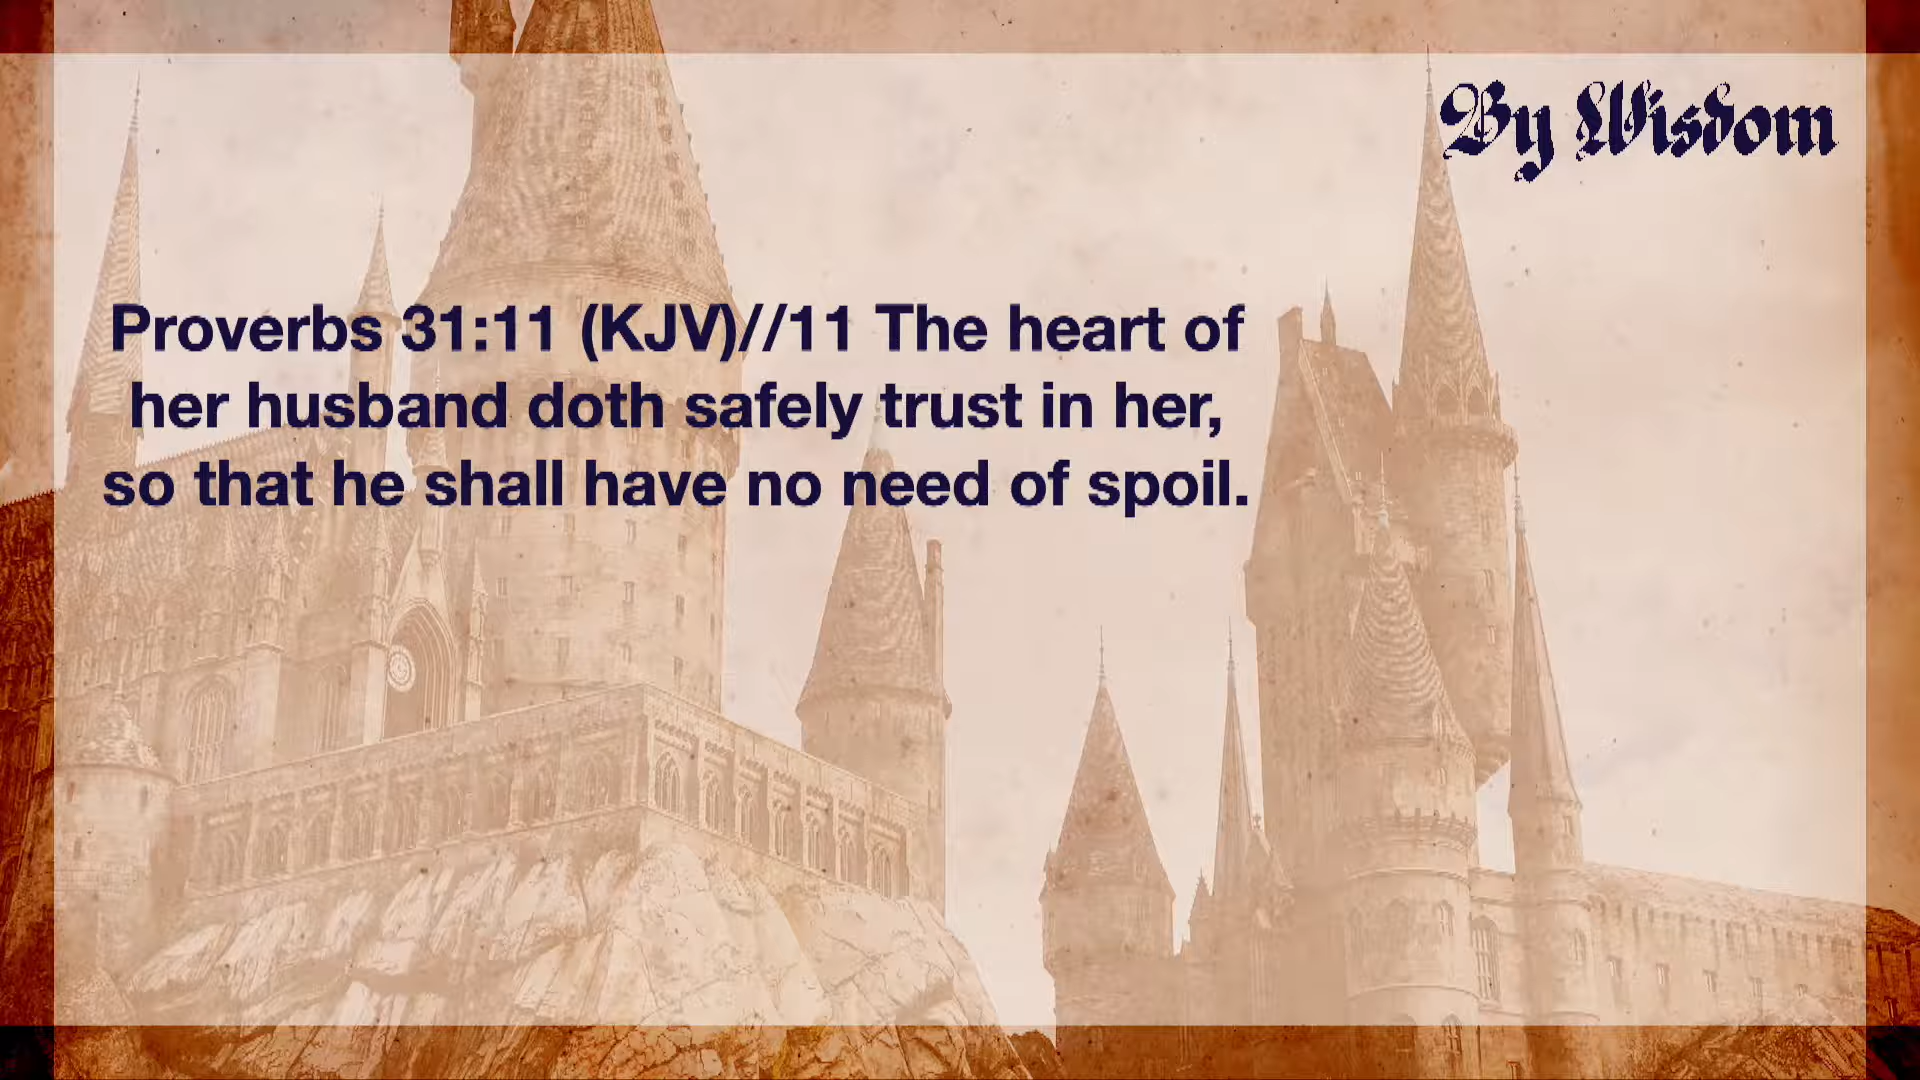 By Wisdom
Proverbs 31:11 (KJV)//11 The heart of
her husband doth safely trust in her,
so that he shall have no need of spoil.